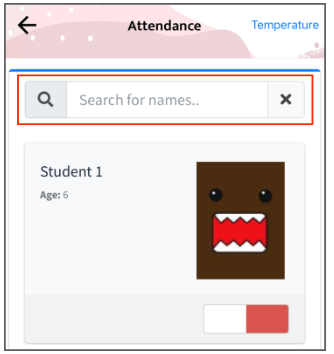 Attendance
Temperature
Search for names..
Student 1
Age: 6